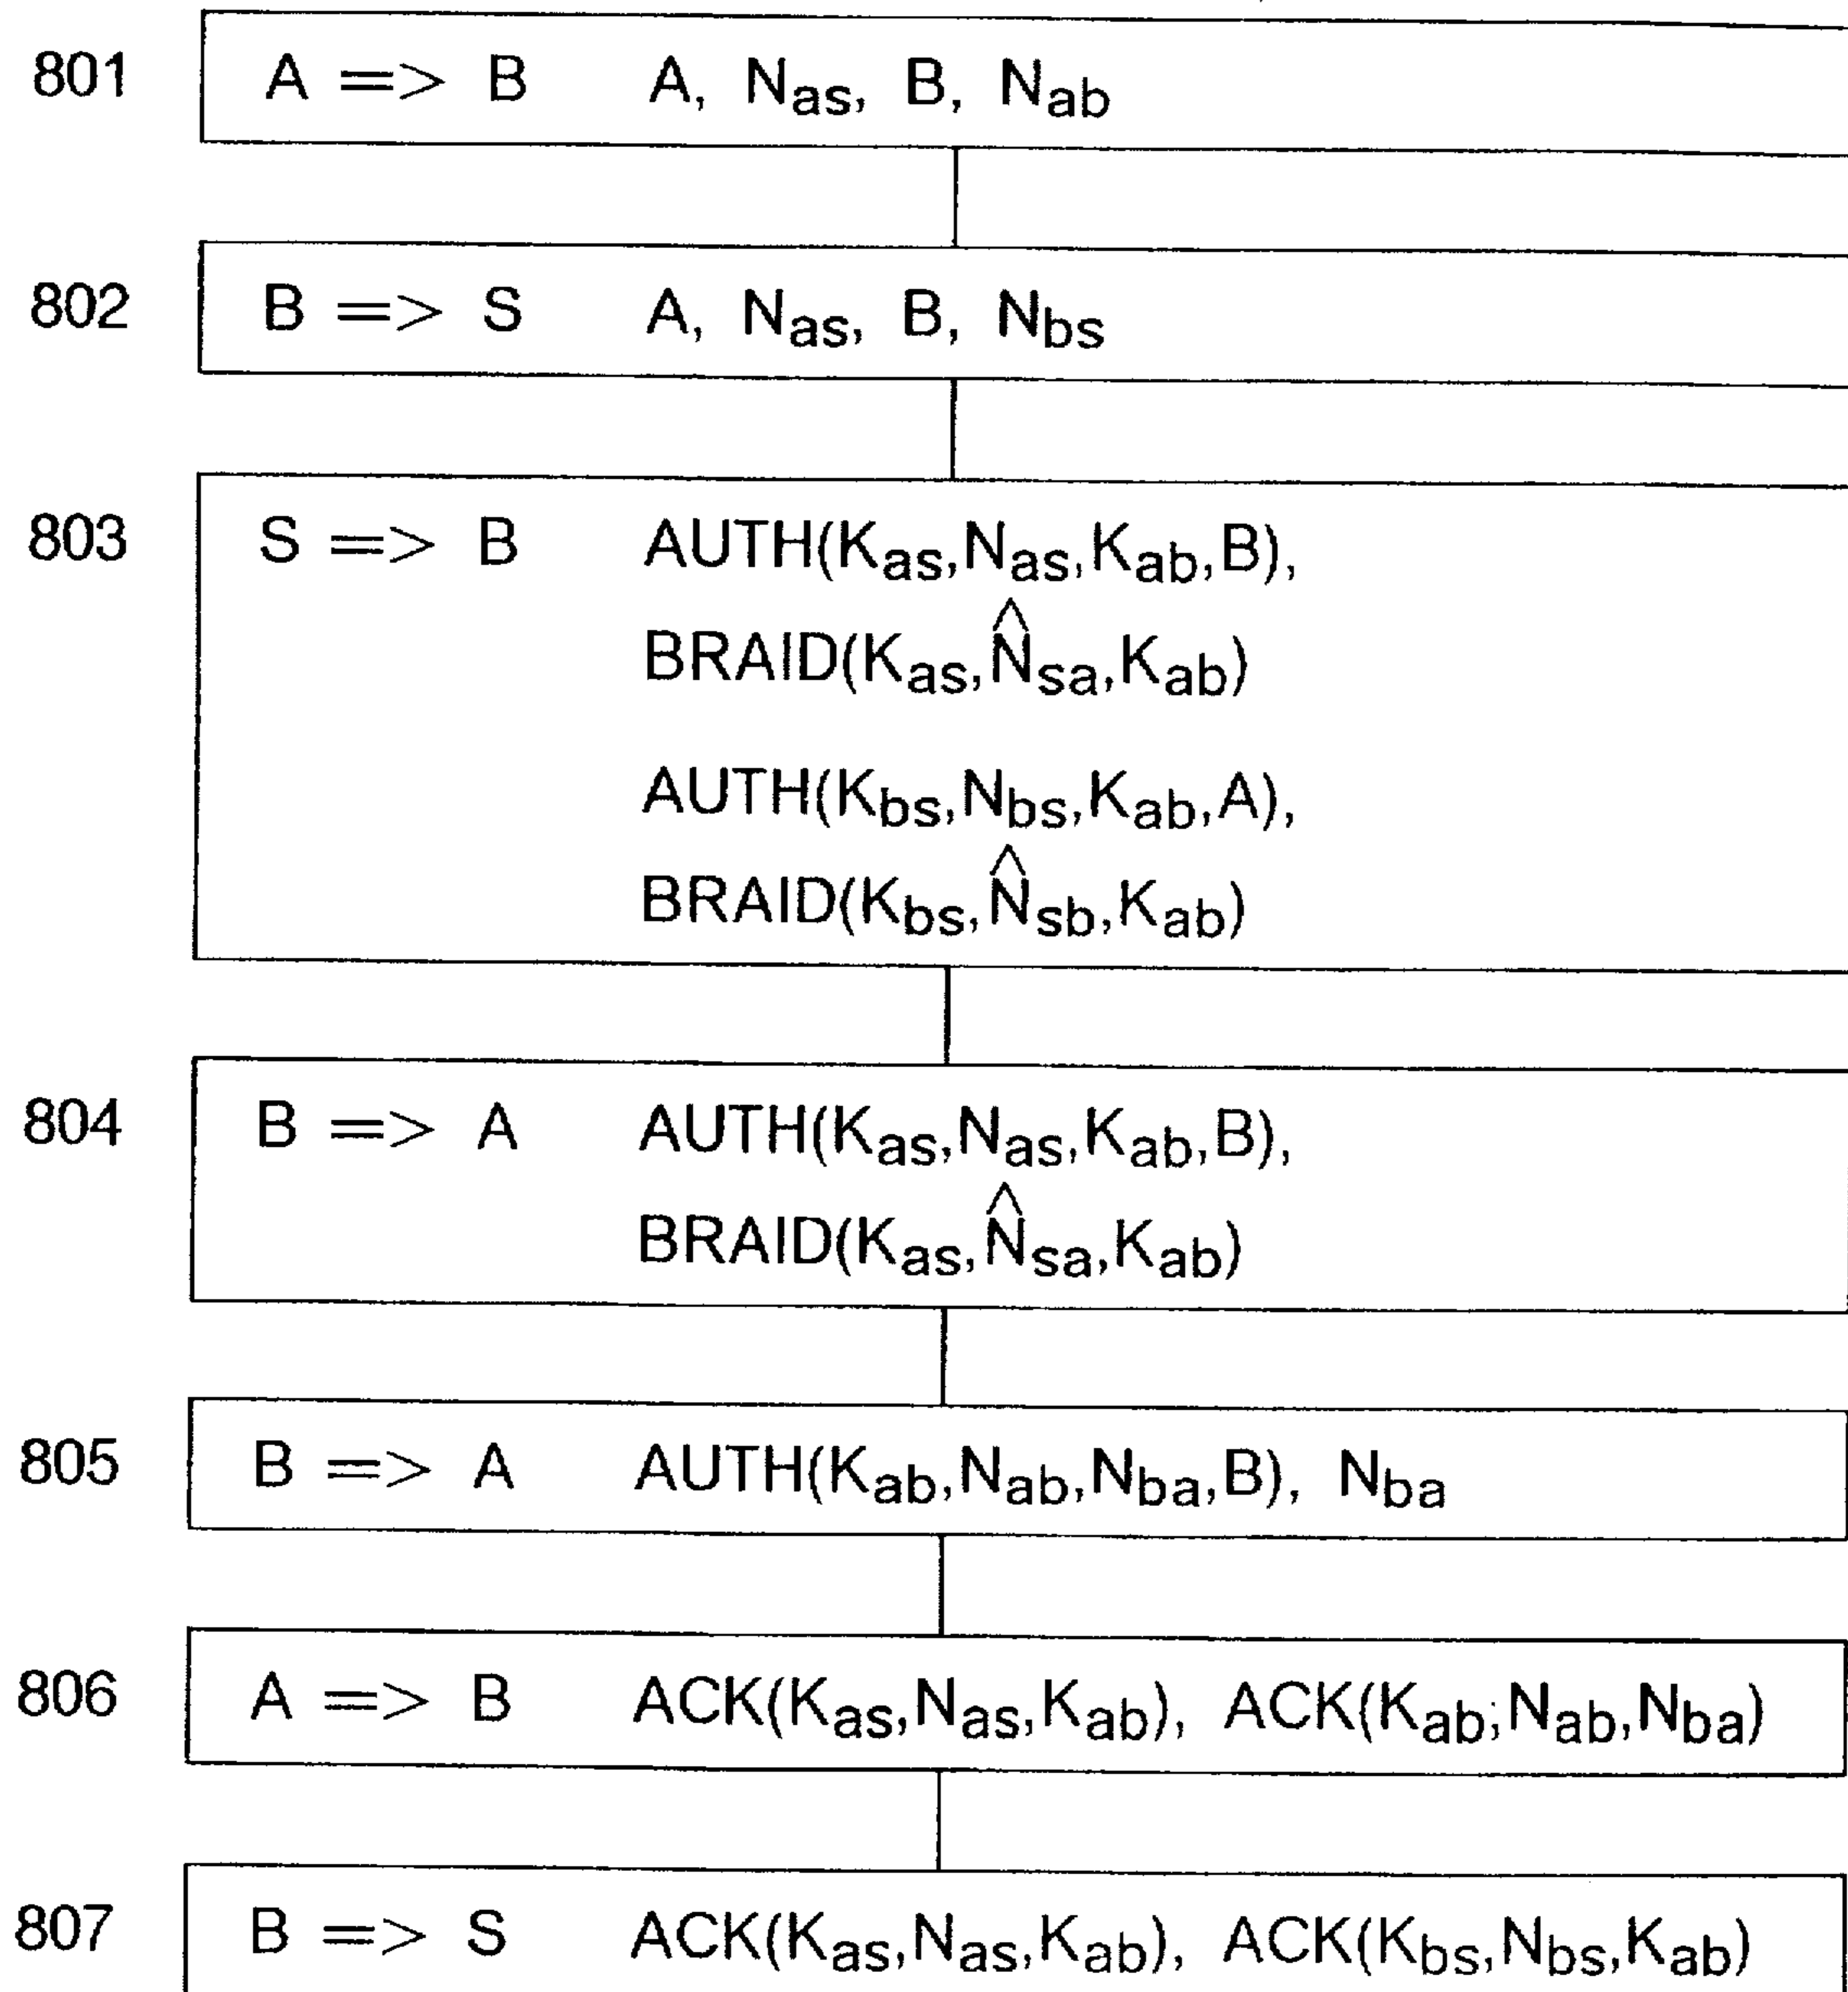 801 A => B A, Nas, B, Nab
802 B => S A, Nas, B, Nbs
803 S => B AUTH(Kas,Nas,Kab,B),
BRAID(Kas,N̂sa,Kab)
AUTH(Kbs,Nbs,Kab,A),
BRAID(Kbs,N̂sb,Kab)
804 B => A AUTH(Kas,Nas,Kab,B),
BRAID(Kas,N̂sa,Kab)
805 B => A AUTH(Kab,Nab,Nba,B), Nba
806 A => B ACK(Kas,Nas,Kab), ACK(Kab;Nab,Nba)
807 B => S ACK(Kas,Nas,Kab), ACK(Kbs,Nbs,Kab)